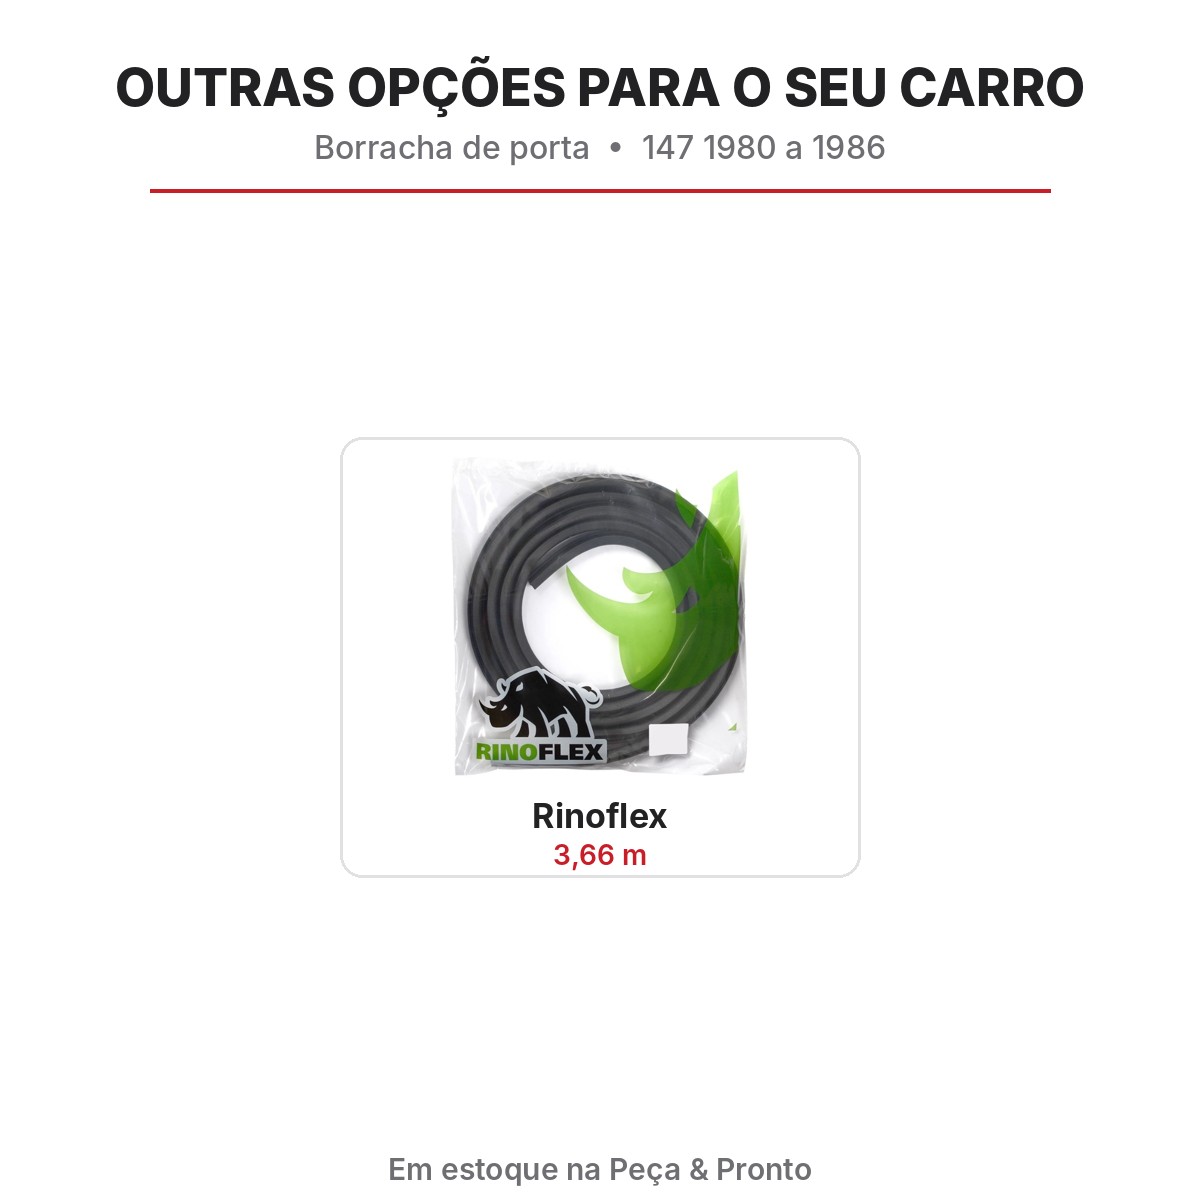 OUTRAS OPÇÕES PARA O SEU CARRO
Borracha de porta • 147 1980 a 1986
RINOFLEX
Rinoflex
3,66 m
Em estoque na Peça & Pronto